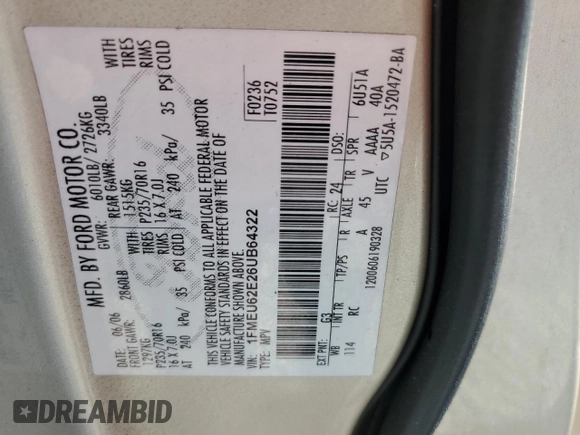 MFD. BY FORD MOTOR CO.
DATE: 06/06 GVWR: 6010LB/ 2726KG
FRONT GAWR: 2860LB REAR GAWR: 3340LB
1297KG WITH 1515KG WITH
P235/70R16 TIRES P235/70R16 TIRES
16 X 7.0J RIMS 16 X 7.0J RIMS
AT 240 kPa/ 35 PSI COLD AT 240 kPa/ 35 PSI COLD
THIS VEHICLE CONFORMS TO ALL APPLICABLE FEDERAL MOTOR
VEHICLE SAFETY STANDARDS IN EFFECT ON THE DATE OF
MANUFACTURE SHOWN ABOVE.
VIN: 1FMEU62E26UB64322
TYPE: MPV
F0236
T0752
EXT PNT: G3 RC: 24 DSO:
WB INT TR TP/PS R AXLE TR SPR 6U51A
114 RC A 45 V AAAA 40A
1200606190328 UTC ▽5U5A-1520472-BA
DREAMBID